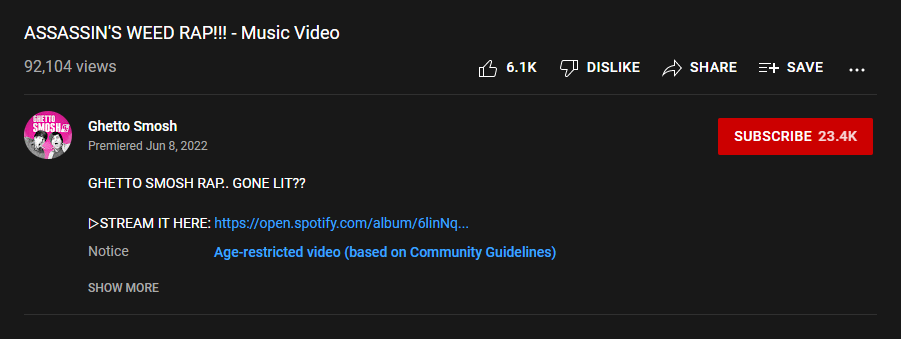 ASSASSIN'S WEED RAP!!! - Music Video
92,104 views
6.1K DISLIKE SHARE SAVE ...
GHETTO
SMOSH
Ghetto Smosh
Premiered Jun 8, 2022
SUBSCRIBE 23.4K
GHETTO SMOSH RAP.. GONE LIT??
▷STREAM IT HERE: https://open.spotify.com/album/6linNq...
Notice Age-restricted video (based on Community Guidelines)
SHOW MORE